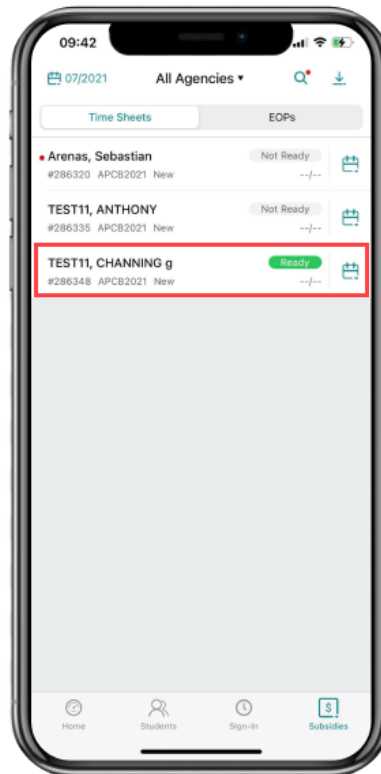 09:42
07/2021 All Agencies ▾
Time Sheets EOPs
Arenas, Sebastian Not Ready
#286320 APCB2021 New --/--
TEST11, ANTHONY Not Ready
#286335 APCB2021 New --/--
TEST11, CHANNING g Ready
#286348 APCB2021 New --/--
Home Students Sign-In Subsidies